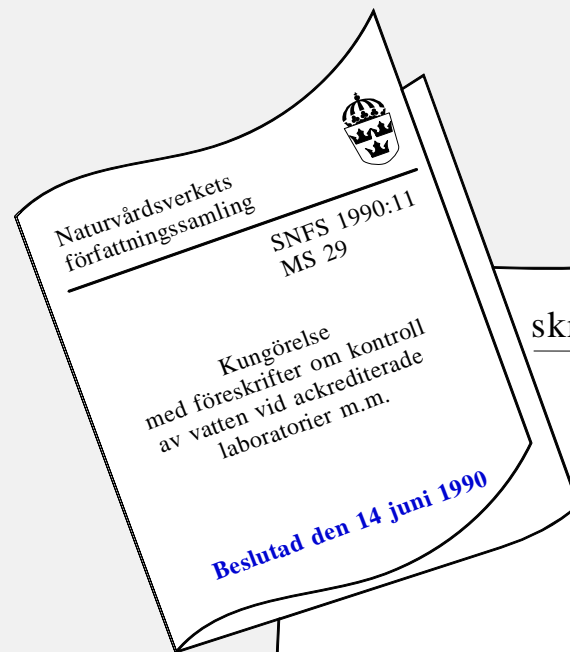 Naturvårdsverkets
författningssamling
SNFS 1990:11
MS 29
Kungörelse
med föreskrifter om kontroll
av vatten vid ackrediterade
laboratorier m.m.
Beslutad den 14 juni 1990